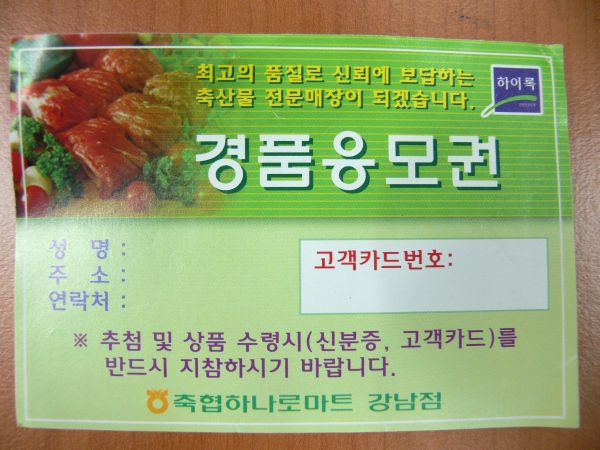 최고의 품질로 신뢰에 보답하는
축산물 전문매장이 되겠습니다.
하이록
경품응모권
성 명 :
주 소 :
연락처 :
고객카드번호:
※ 추첨 및 상품 수령시(신분증, 고객카드)를
반드시 지참하시기 바랍니다.
축협하나로마트 강남점